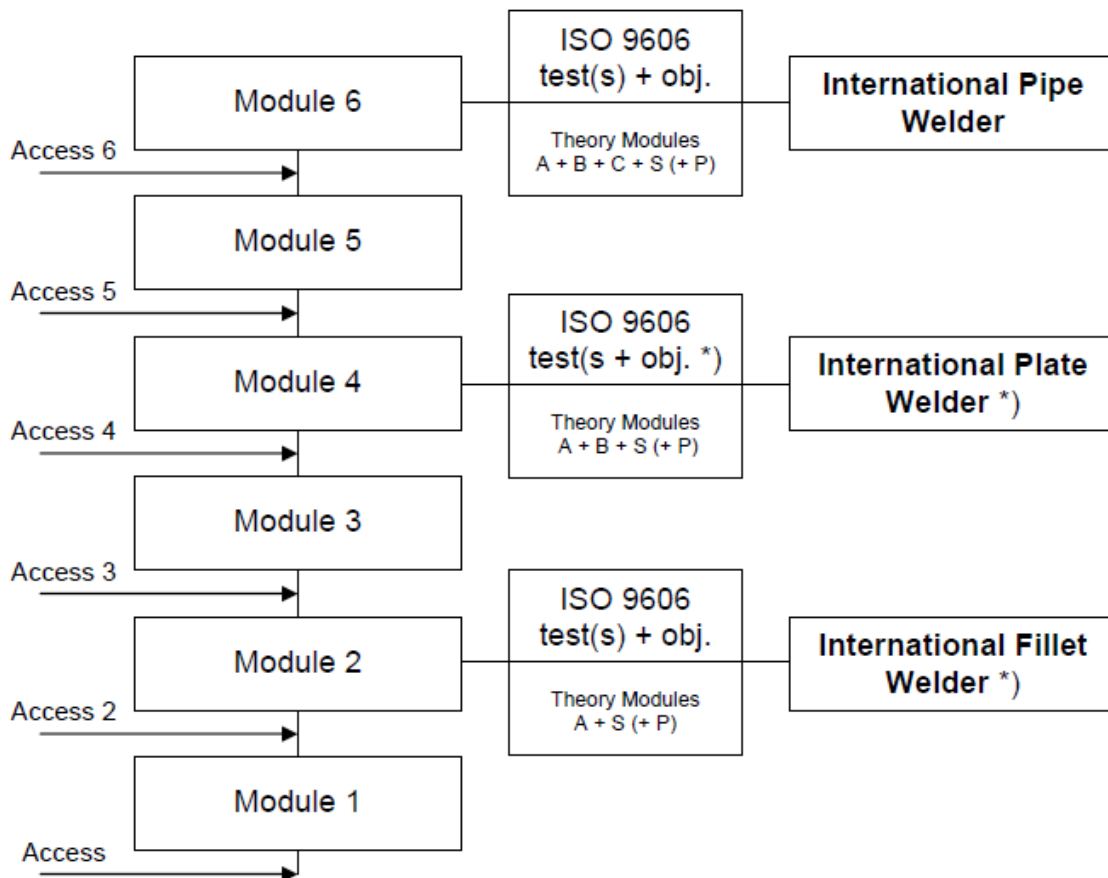 ISO 9606
test(s) + obj.
Module 6
International Pipe
Welder
Theory Modules
A + B + C + S (+ P)
Access 6
Module 5
Access 5
ISO 9606
test(s + obj. *)
Module 4
International Plate
Welder *)
Theory Modules
A + B + S (+ P)
Access 4
Module 3
Access 3
ISO 9606
test(s) + obj.
Module 2
International Fillet
Welder *)
Theory Modules
A + S (+ P)
Access 2
Module 1
Access